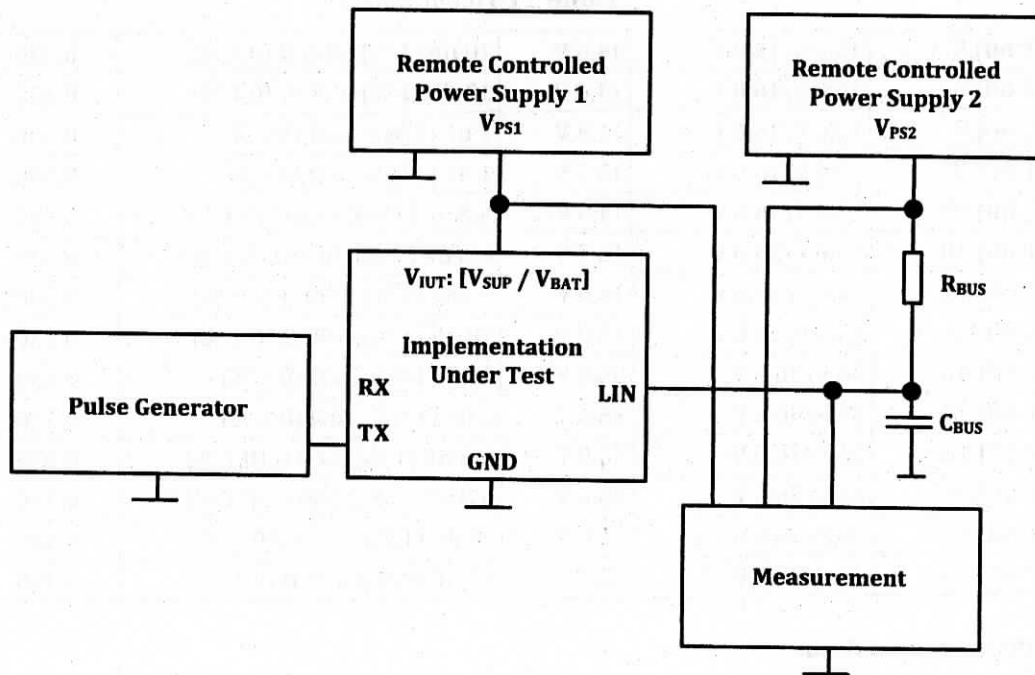 Remote Controlled
Power Supply 1
VPS1
Remote Controlled
Power Supply 2
VPS2
VIUT: [VSUP / VBAT]
Implementation
Under Test
RX
TX
LIN
GND
Pulse Generator
RBUS
CBUS
Measurement